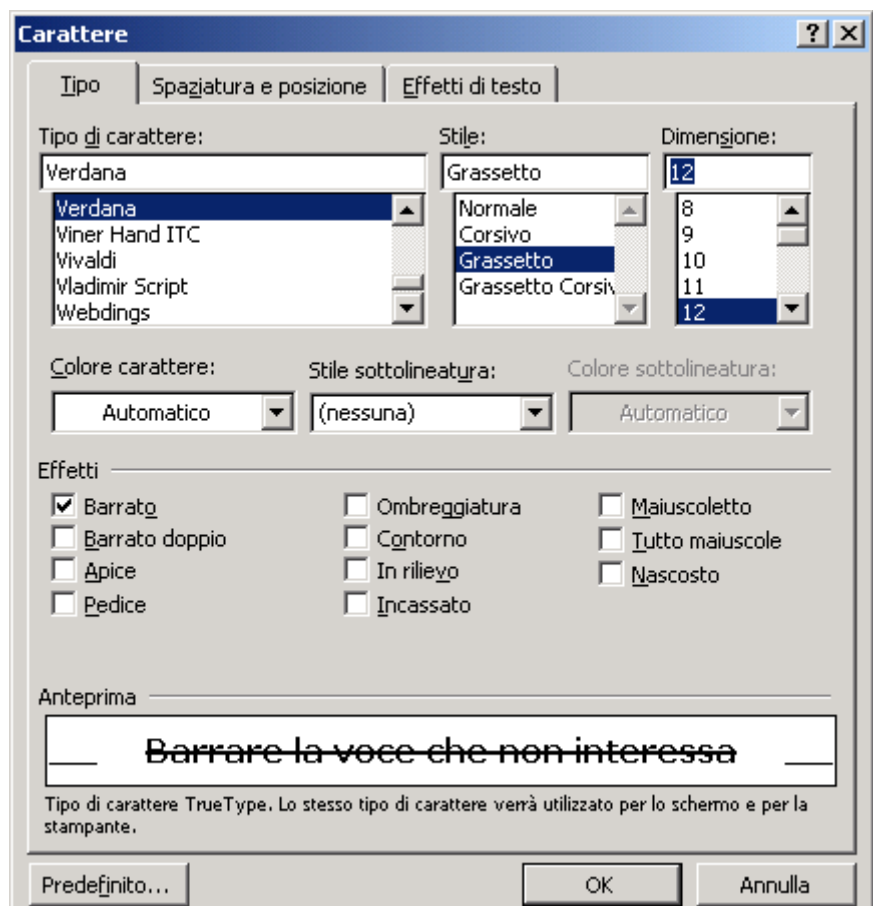 Carattere
Tipo Spaziatura e posizione Effetti di testo
Tipo di carattere: Stile: Dimensione:
Verdana Grassetto 12
Verdana Normale 8
Viner Hand ITC Corsivo 9
Vivaldi Grassetto 10
Vladimir Script Grassetto Corsiv 11
Webdings 12
Colore carattere: Stile sottolineatura: Colore sottolineatura:
Automatico (nessuna) Automatico
Effetti
Barrato Ombreggiatura Maiuscoletto
Barrato doppio Contorno Tutto maiuscole
Apice In rilievo Nascosto
Pedice Incassato
Anteprima
Barrare la voce che non interessa
Tipo di carattere TrueType. Lo stesso tipo di carattere verrà utilizzato per lo schermo e per la
stampante.
Predefinito... OK Annulla